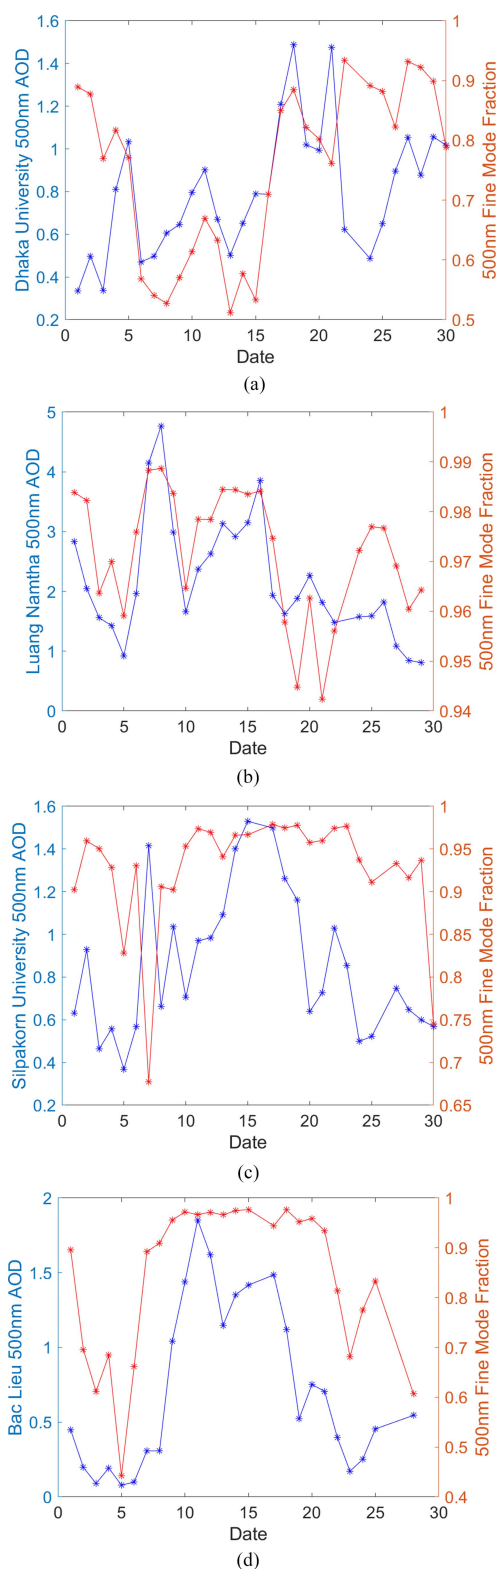 1.6
1.4
1.2
1
0.8
0.6
0.4
0.2
Dhaka University 500nm AOD
1
0.9
0.8
0.7
0.6
0.5
500nm Fine Mode Fraction
0 5 10 15 20 25 30
Date
(a)
5
4
3
2
1
0
Luang Namtha 500nm AOD
1
0.99
0.98
0.97
0.96
0.95
0.94
500nm Fine Mode Fraction
0 5 10 15 20 25 30
Date
(b)
1.6
1.4
1.2
1
0.8
0.6
0.4
0.2
Silpakorn University 500nm AOD
1
0.95
0.9
0.85
0.8
0.75
0.7
0.65
500nm Fine Mode Fraction
0 5 10 15 20 25 30
Date
(c)
2
1.5
1
0.5
0
Bac Lieu 500nm AOD
1
0.9
0.8
0.7
0.6
0.5
0.4
500nm Fine Mode Fraction
0 5 10 15 20 25 30
Date
(d)